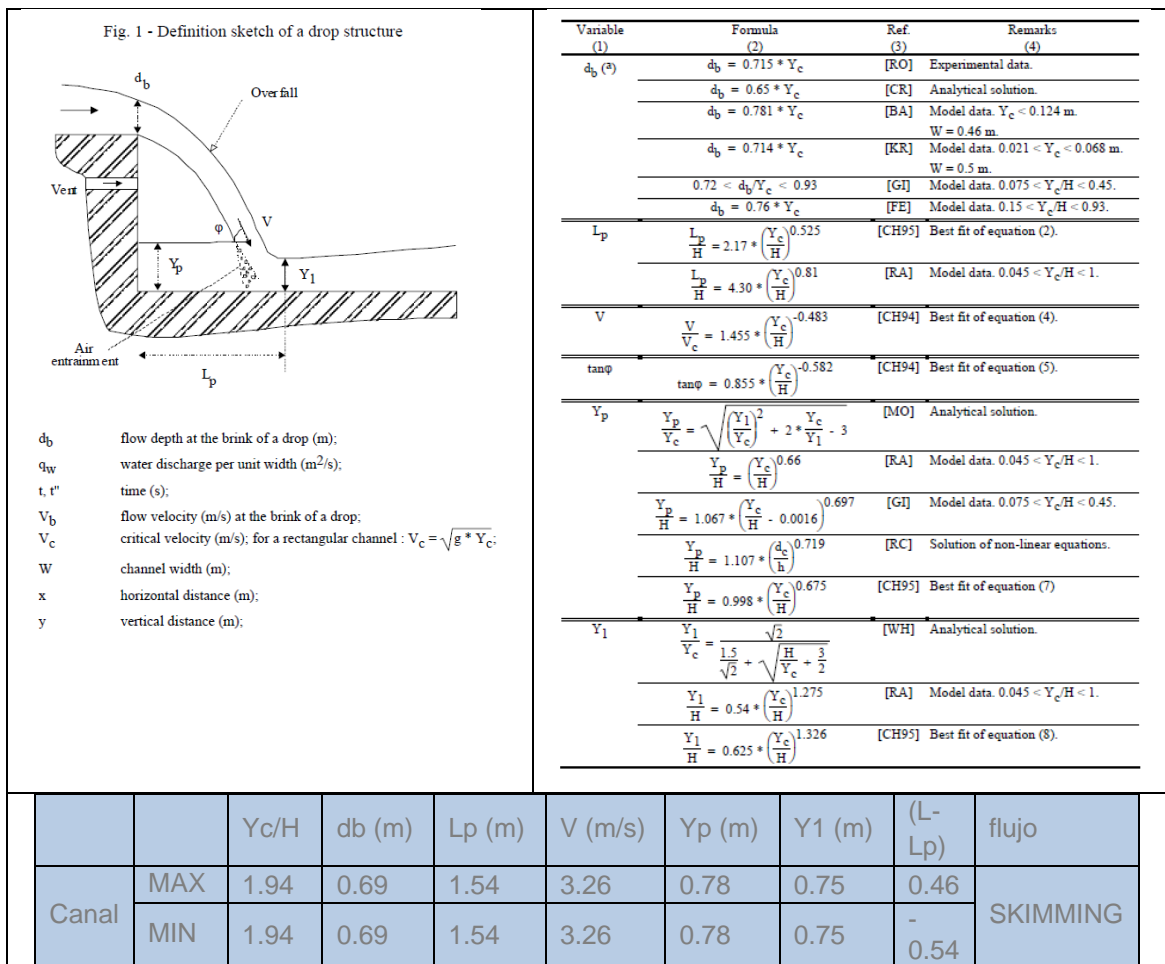 Fig. 1 - Definition sketch of a drop structure
d_b
Overfall
Vent
φ
V
Y_p
Y_1
Air
entrainment
L_p
d_b flow depth at the brink of a drop (m);
q_w water discharge per unit width (m²/s);
t, t" time (s);
V_b flow velocity (m/s) at the brink of a drop;
V_c critical velocity (m/s); for a rectangular channel : V_c = √(g * Y_c);
W channel width (m);
x horizontal distance (m);
y vertical distance (m);
Variable Formula Ref. Remarks
(1) (2) (3) (4)
d_b (a) d_b = 0.715 * Y_c [RO] Experimental data.
d_b = 0.65 * Y_c [CR] Analytical solution.
d_b = 0.781 * Y_c [BA] Model data. Y_c < 0.124 m.
W = 0.46 m.
d_b = 0.714 * Y_c [KR] Model data. 0.021 < Y_c < 0.068 m.
W = 0.5 m.
0.72 < d_b/Y_c < 0.93 [GI] Model data. 0.075 < Y_c/H < 0.45.
d_b = 0.76 * Y_c [FE] Model data. 0.15 < Y_c/H < 0.93.
L_p L_p/H = 2.17 * (Y_c/H)^0.525 [CH95] Best fit of equation (2).
L_p/H = 4.30 * (Y_c/H)^0.81 [RA] Model data. 0.045 < Y_c/H < 1.
V V/V_c = 1.455 * (Y_c/H)^-0.483 [CH94] Best fit of equation (4).
tanφ tanφ = 0.855 * (Y_c/H)^-0.582 [CH94] Best fit of equation (5).
Y_p Y_p/Y_c = √((Y_1/Y_c)^2 + 2 * Y_c/Y_1 - 3) [MO] Analytical solution.
Y_p/H = (Y_c/H)^0.66 [RA] Model data. 0.045 < Y_c/H < 1.
Y_p/H = 1.067 * (Y_c/H - 0.0016)^0.697 [GI] Model data. 0.075 < Y_c/H < 0.45.
Y_p/H = 1.107 * (d_c/h)^0.719 [RC] Solution of non-linear equations.
Y_p/H = 0.998 * (Y_c/H)^0.675 [CH95] Best fit of equation (7)
Y_1 Y_1/Y_c = √2 / (1.5/√2 + √(H/Y_c + 3/2)) [WH] Analytical solution.
Y_1/H = 0.54 * (Y_c/H)^1.275 [RA] Model data. 0.045 < Y_c/H < 1.
Y_1/H = 0.625 * (Y_c/H)^1.326 [CH95] Best fit of equation (8).
Yc/H db (m) Lp (m) V (m/s) Yp (m) Y1 (m) (L-Lp) flujo
Canal MAX 1.94 0.69 1.54 3.26 0.78 0.75 0.46 SKIMMING
MIN 1.94 0.69 1.54 3.26 0.78 0.75 -0.54